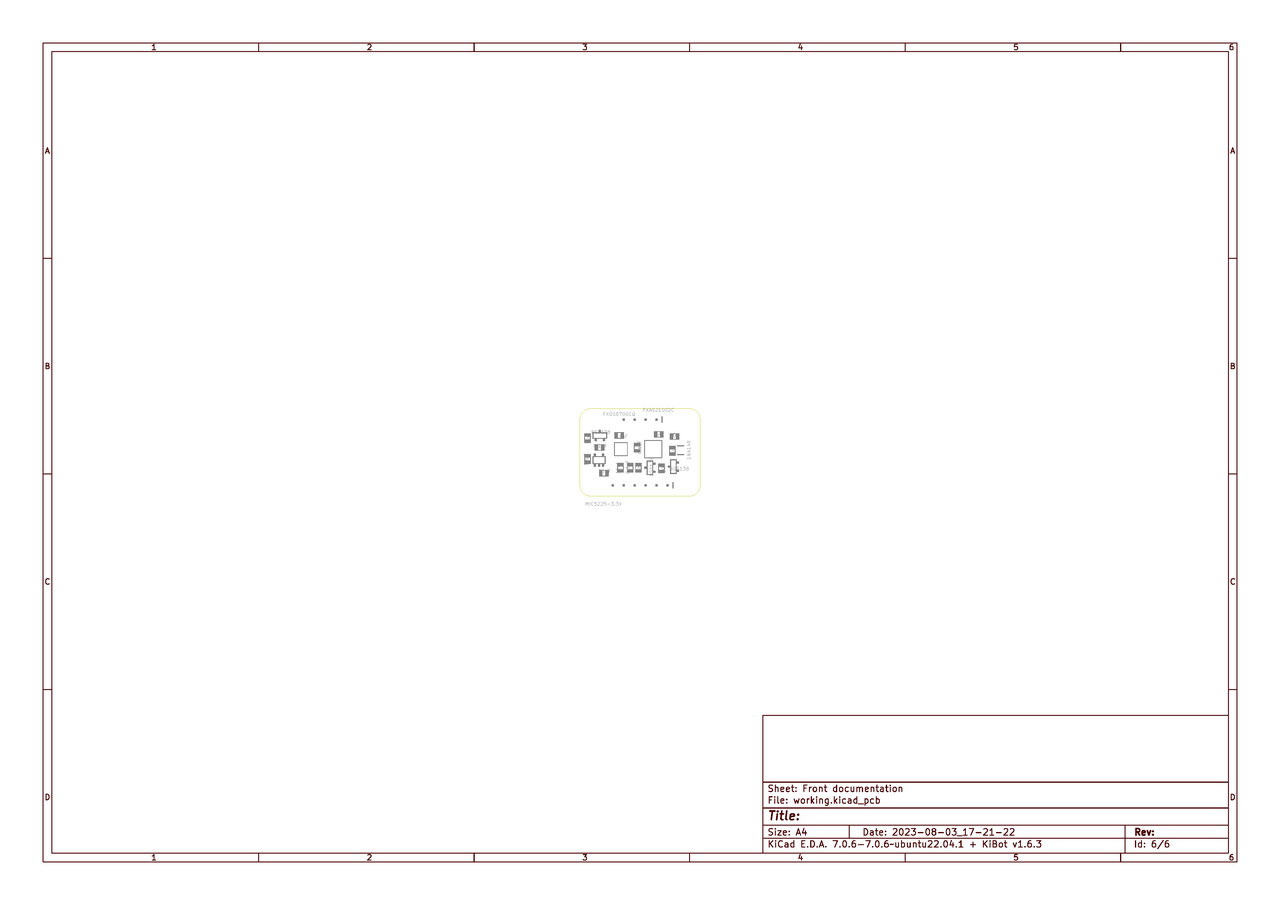 1 2 3 4 5 6
A A
FXOS8700CQ
B B
1N4148
MIC5225-3.3V
C C
D D
Sheet: Front documentation
File: working.kicad_pcb
Title:
Size: A4 Date: 2023-08-03_17-21-22 Rev:
KiCad E.D.A. 7.0.6-7.0.6~ubuntu22.04.1 + KiBot v1.6.3 Id: 6/6
1 2 3 4 5 6